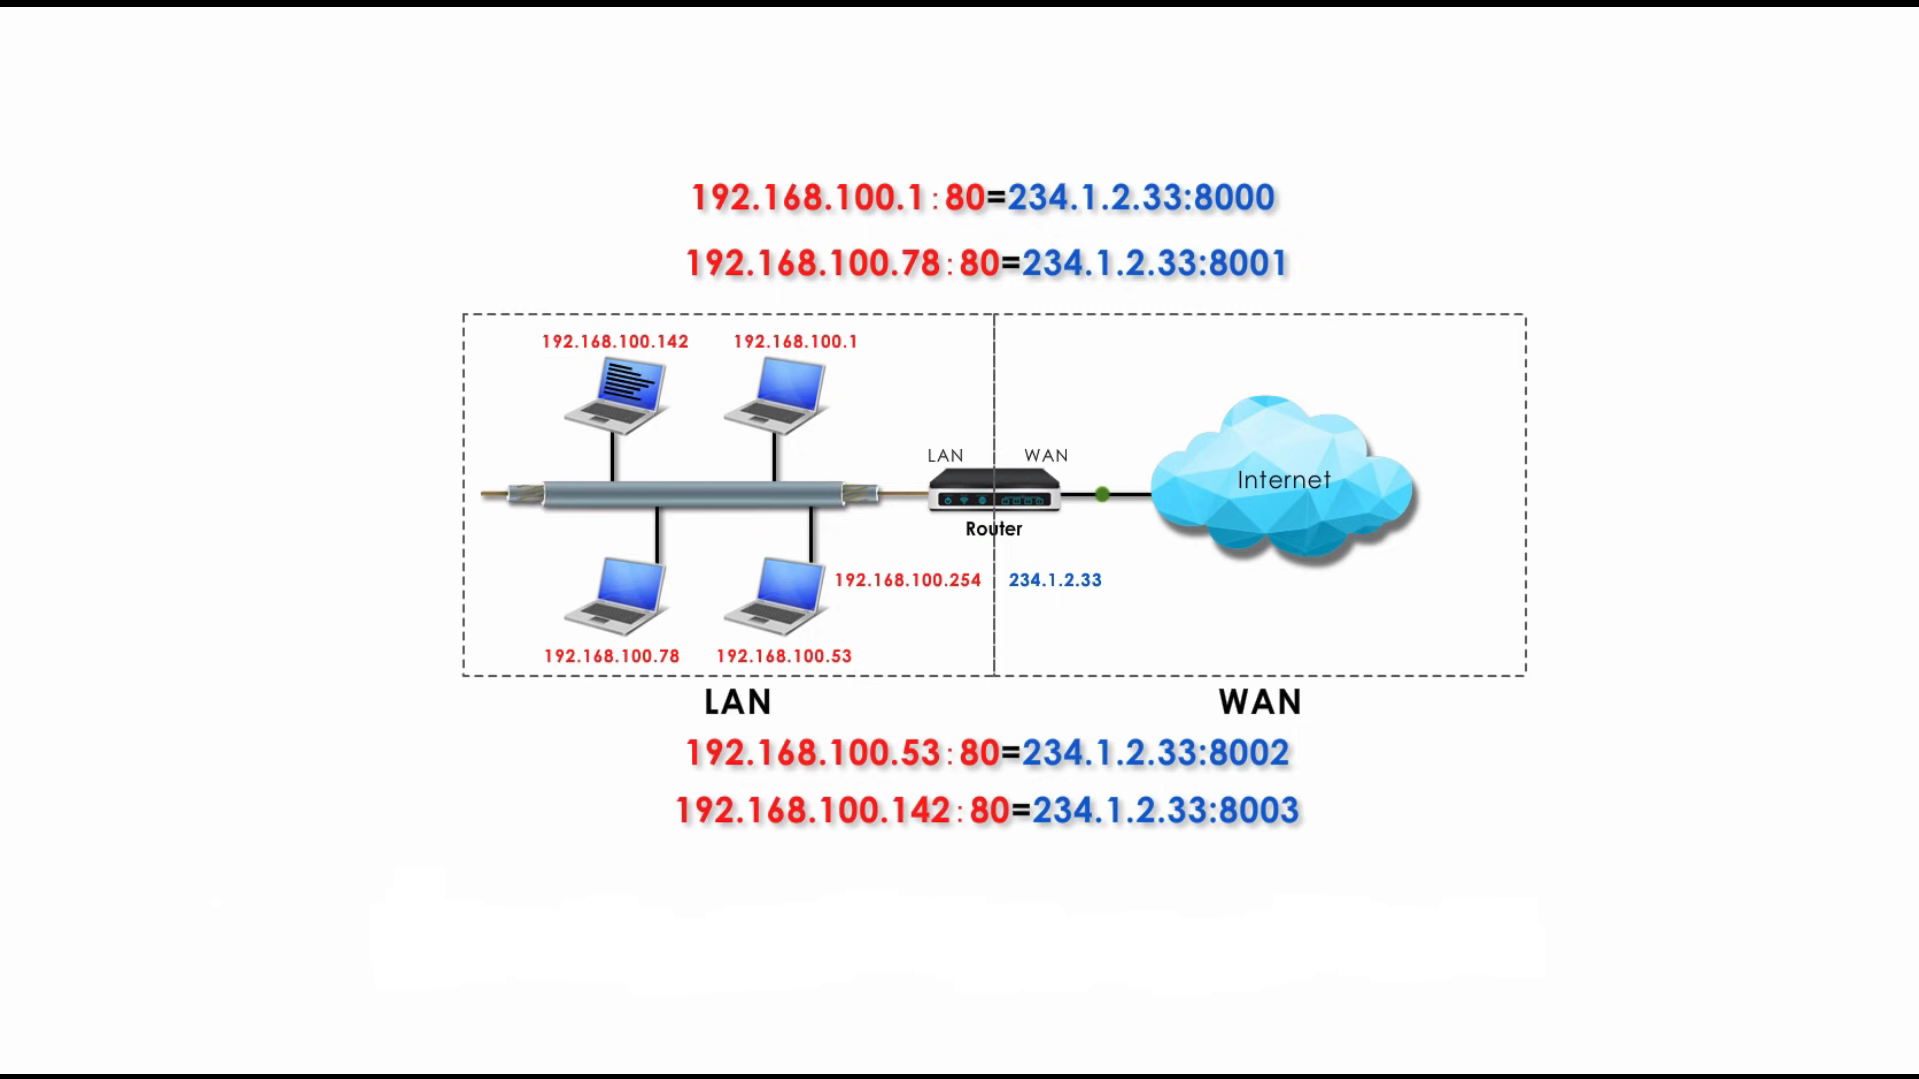 192.168.100.1:80=234.1.2.33:8000
192.168.100.78:80=234.1.2.33:8001
192.168.100.142
192.168.100.1
LAN
WAN
Internet
Router
192.168.100.254
234.1.2.33
192.168.100.78
192.168.100.53
LAN
WAN
192.168.100.53:80=234.1.2.33:8002
192.168.100.142:80=234.1.2.33:8003